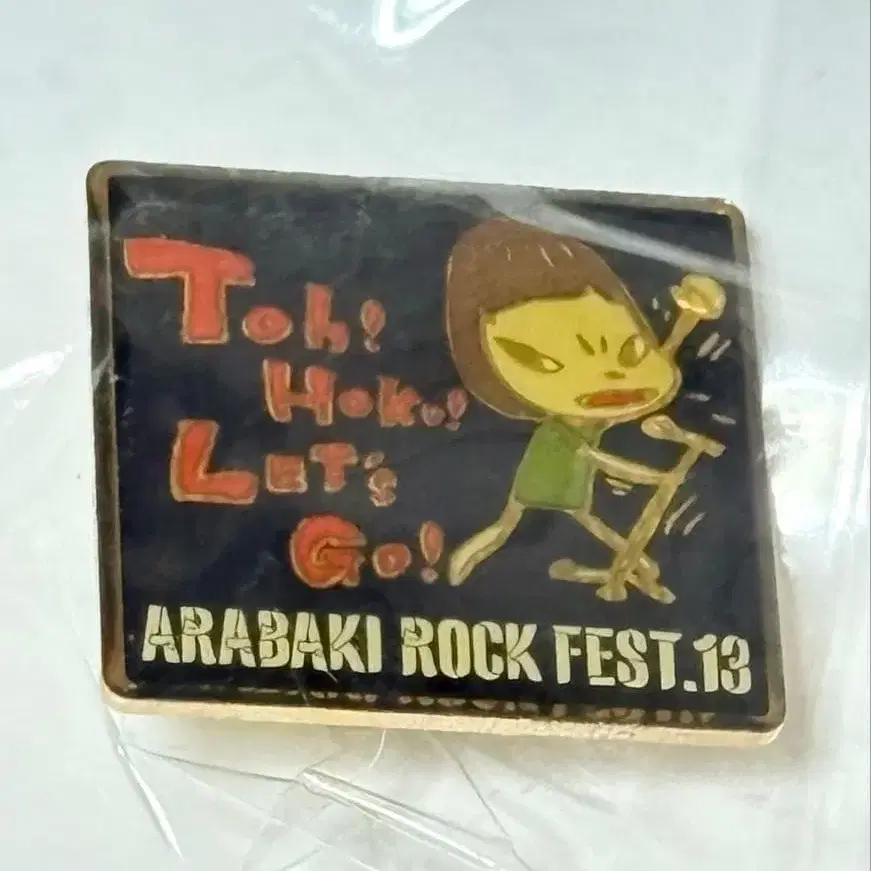 Toh!
Hoku!
LET's
Go!
ARABAKI ROCK FEST.13